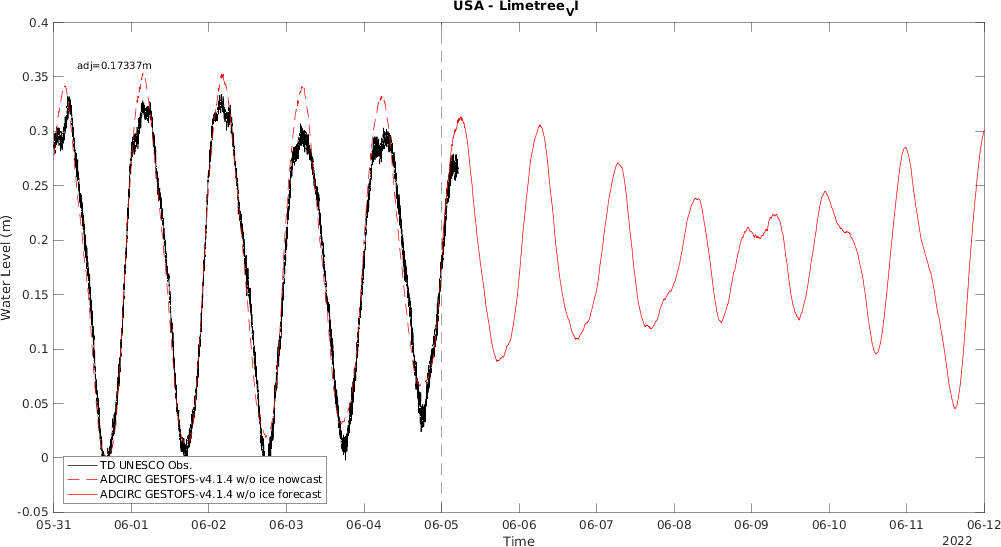 USA - Limetree_VI
0.4
0.35
0.3
0.25
0.2
0.15
0.1
0.05
0
-0.05
Water Level (m)
adj=0.17337m
TD UNESCO Obs.
ADCIRC GESTOFS-v4.1.4 w/o ice nowcast
ADCIRC GESTOFS-v4.1.4 w/o ice forecast
05-31 06-01 06-02 06-03 06-04 06-05 06-06 06-07 06-08 06-09 06-10 06-11 06-12
Time
2022